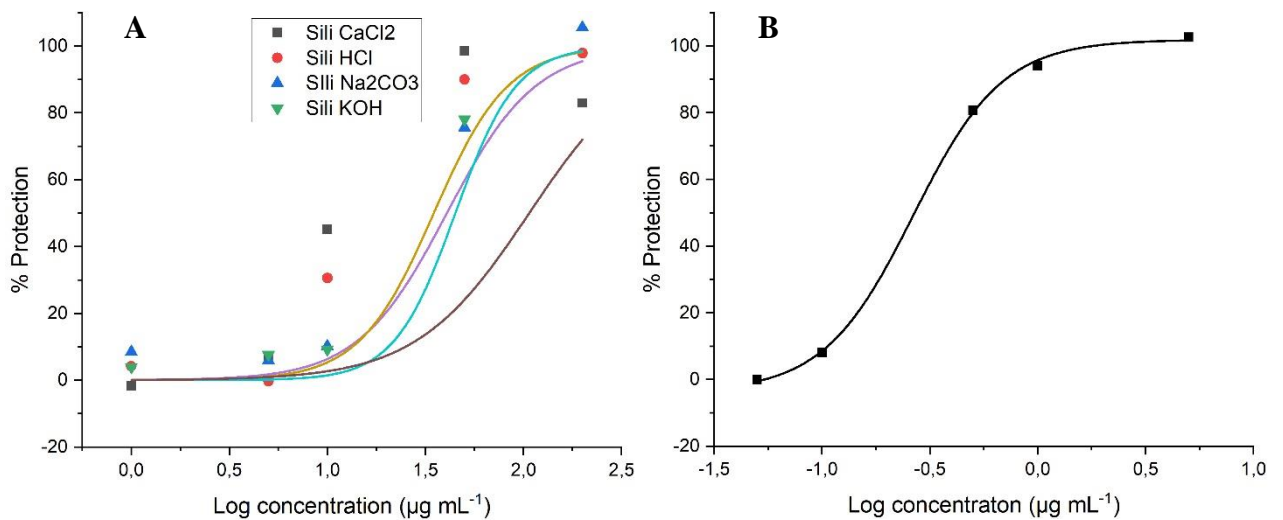 A
Sili CaCl2
Sili HCl
SIli Na2CO3
Sili KOH
% Protection
100
80
60
40
20
0
-20
0,0 0,5 1,0 1,5 2,0 2,5
Log concentration (µg mL-1)
B
% Protection
100
80
60
40
20
0
-20
-1,5 -1,0 -0,5 0,0 0,5 1,0
Log concentraton (µg mL-1)